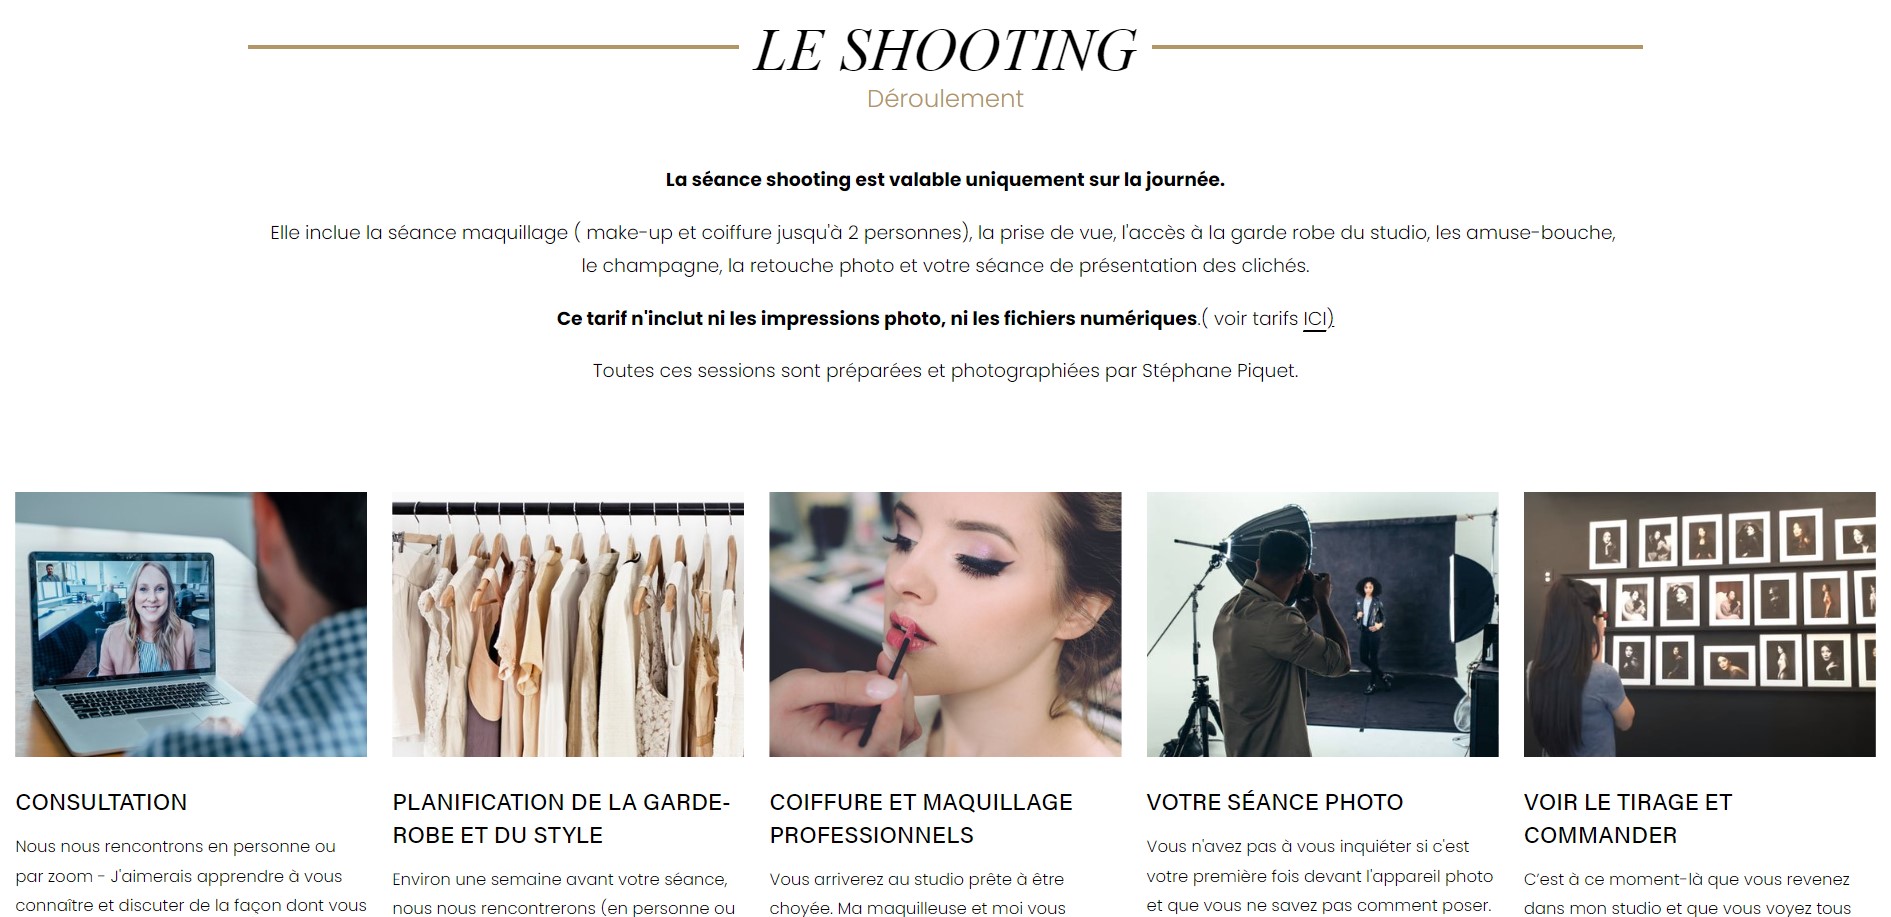 LE SHOOTING
Déroulement
La séance shooting est valable uniquement sur la journée.
Elle inclue la séance maquillage ( make-up et coiffure jusqu'à 2 personnes), la prise de vue, l'accès à la garde robe du studio, les amuse-bouche,
le champagne, la retouche photo et votre séance de présentation des clichés.
Ce tarif n'inclut ni les impressions photo, ni les fichiers numériques.( voir tarifs ICI)
Toutes ces sessions sont préparées et photographiées par Stéphane Piquet.
CONSULTATION
Nous nous rencontrons en personne ou
par zoom - J'aimerais apprendre à vous
connaître et discuter de la façon dont vous
PLANIFICATION DE LA GARDE-
ROBE ET DU STYLE
Environ une semaine avant votre séance,
nous nous rencontrerons (en personne ou
COIFFURE ET MAQUILLAGE
PROFESSIONNELS
Vous arriverez au studio prête à être
choyée. Ma maquilleuse et moi vous
VOTRE SÉANCE PHOTO
Vous n'avez pas à vous inquiéter si c'est
votre première fois devant l'appareil photo
et que vous ne savez pas comment poser.
VOIR LE TIRAGE ET
COMMANDER
C'est à ce moment-là que vous revenez
dans mon studio et que vous voyez tous